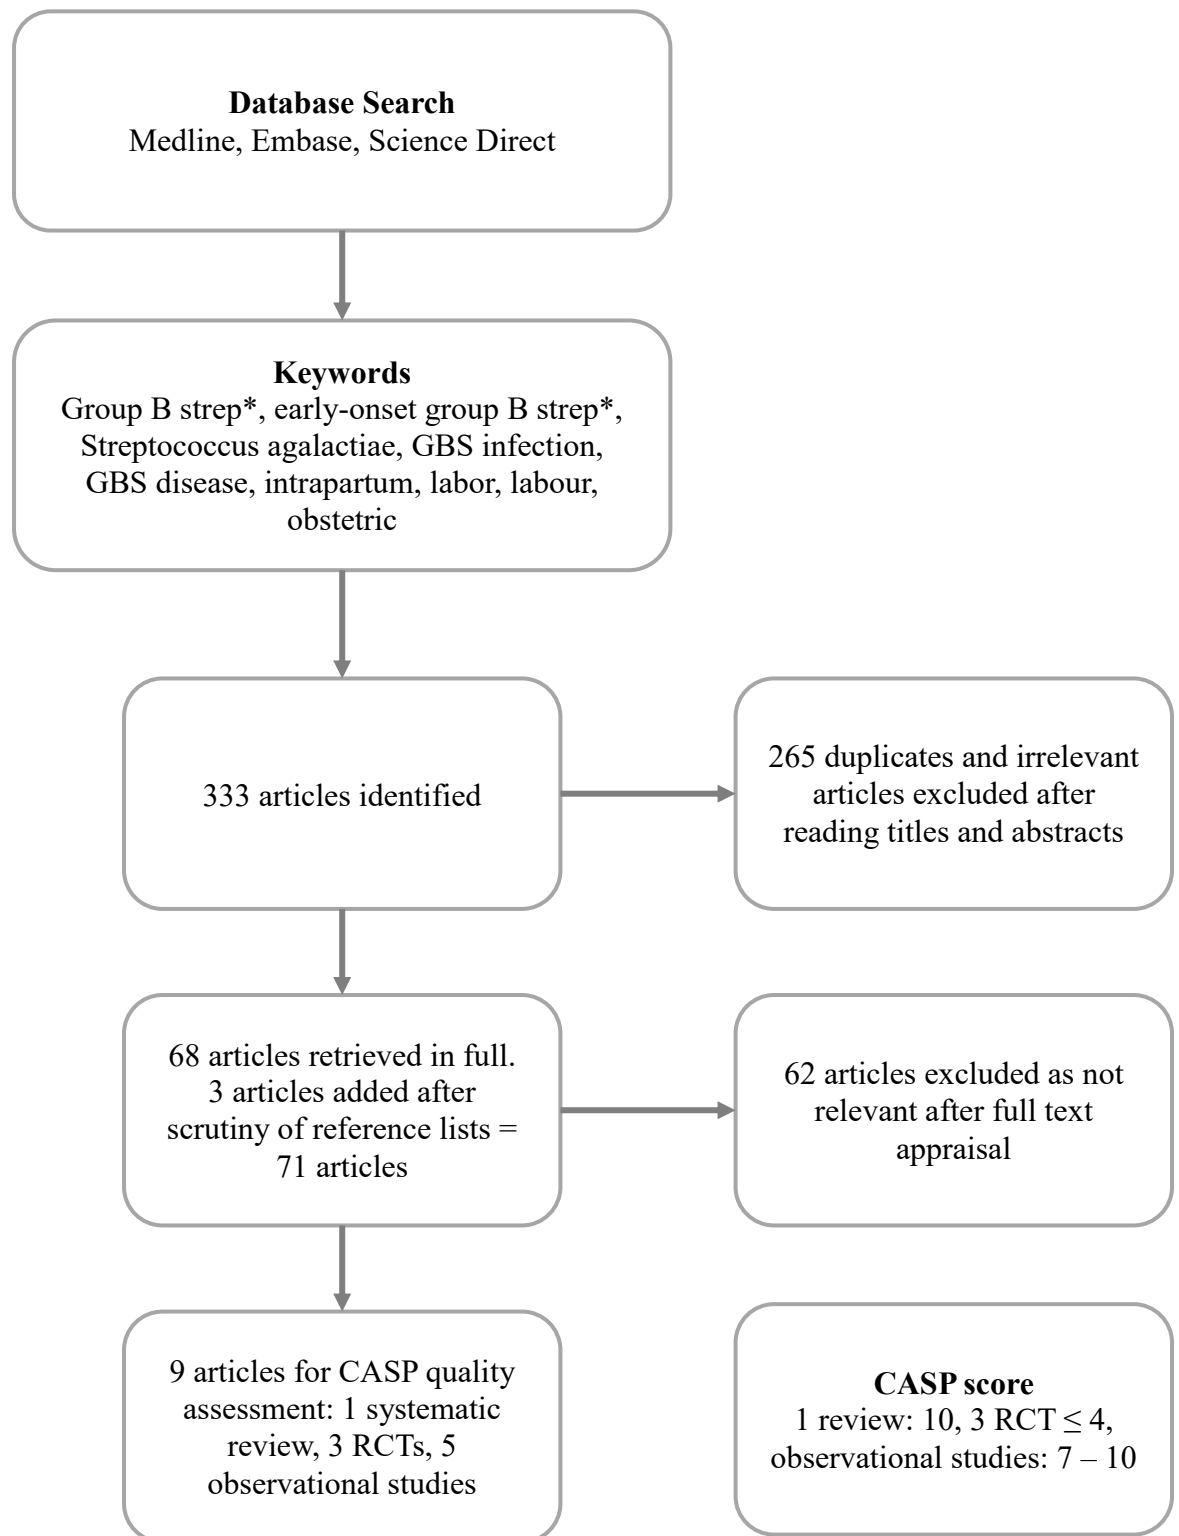 Database Search
Medline, Embase, Science Direct
Keywords
Group B strep*, early-onset group B strep*,
Streptococcus agalactiae, GBS infection,
GBS disease, intrapartum, labor, labour,
obstetric
333 articles identified
265 duplicates and irrelevant
articles excluded after
reading titles and abstracts
68 articles retrieved in full.
3 articles added after
scrutiny of reference lists =
71 articles
62 articles excluded as not
relevant after full text
appraisal
9 articles for CASP quality
assessment: 1 systematic
review, 3 RCTs, 5
observational studies
CASP score
1 review: 10, 3 RCT ≤ 4,
observational studies: 7 – 10